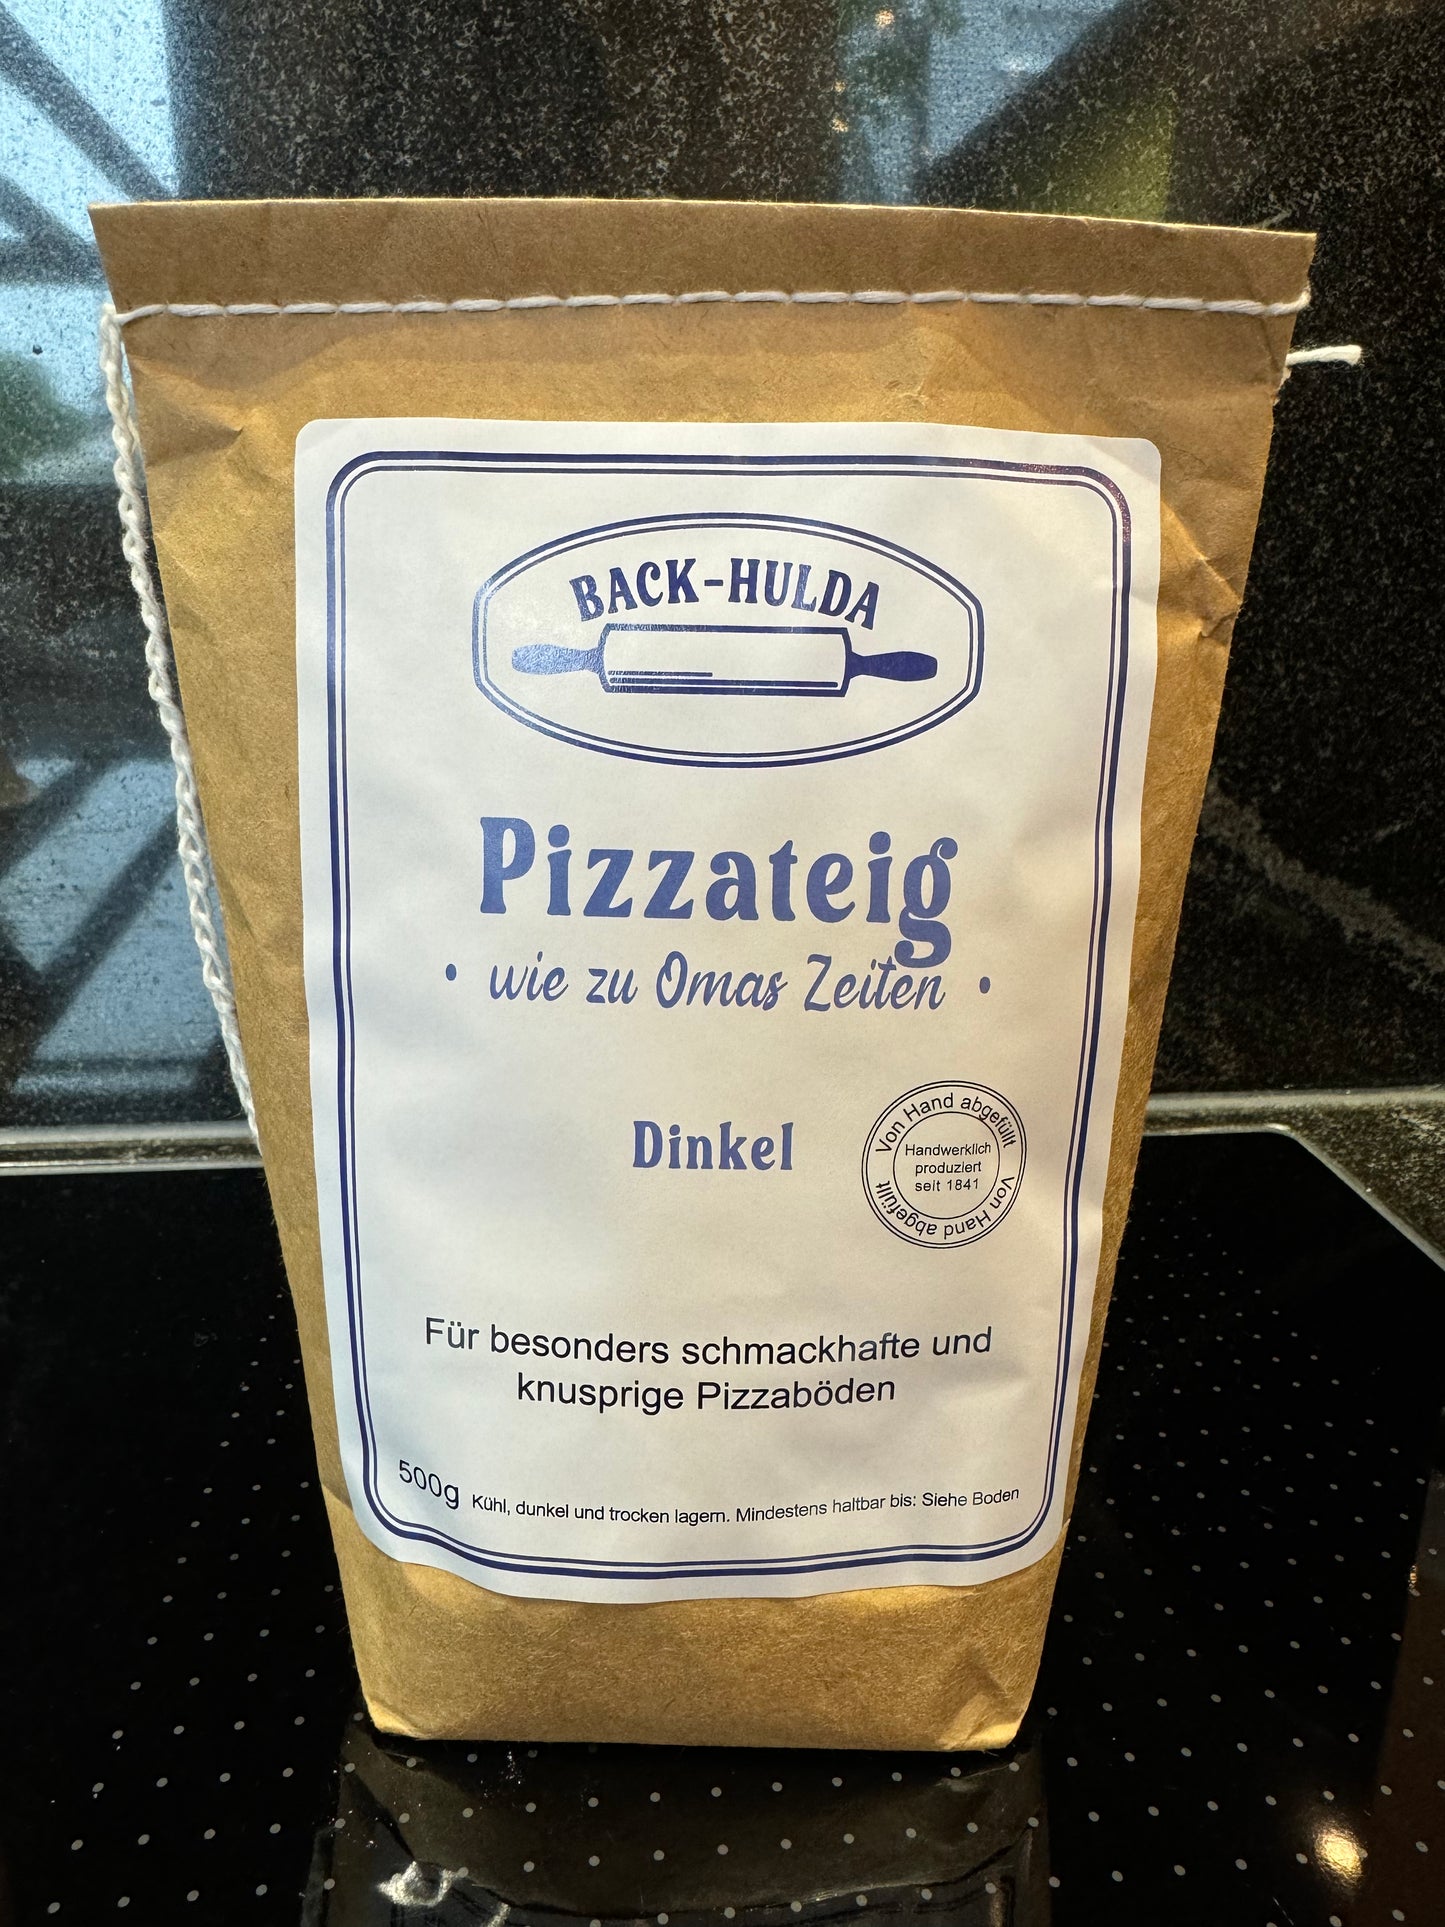 BACK-HULDA
Pizzateig
• wie zu Omas Zeiten •
Dinkel
Von Hand abgefüllt
Von Hand abgefüllt
Handwerklich
produziert
seit 1841
Für besonders schmackhafte und
knusprige Pizzaböden
500g Kühl, dunkel und trocken lagern. Mindestens haltbar bis: Siehe Boden